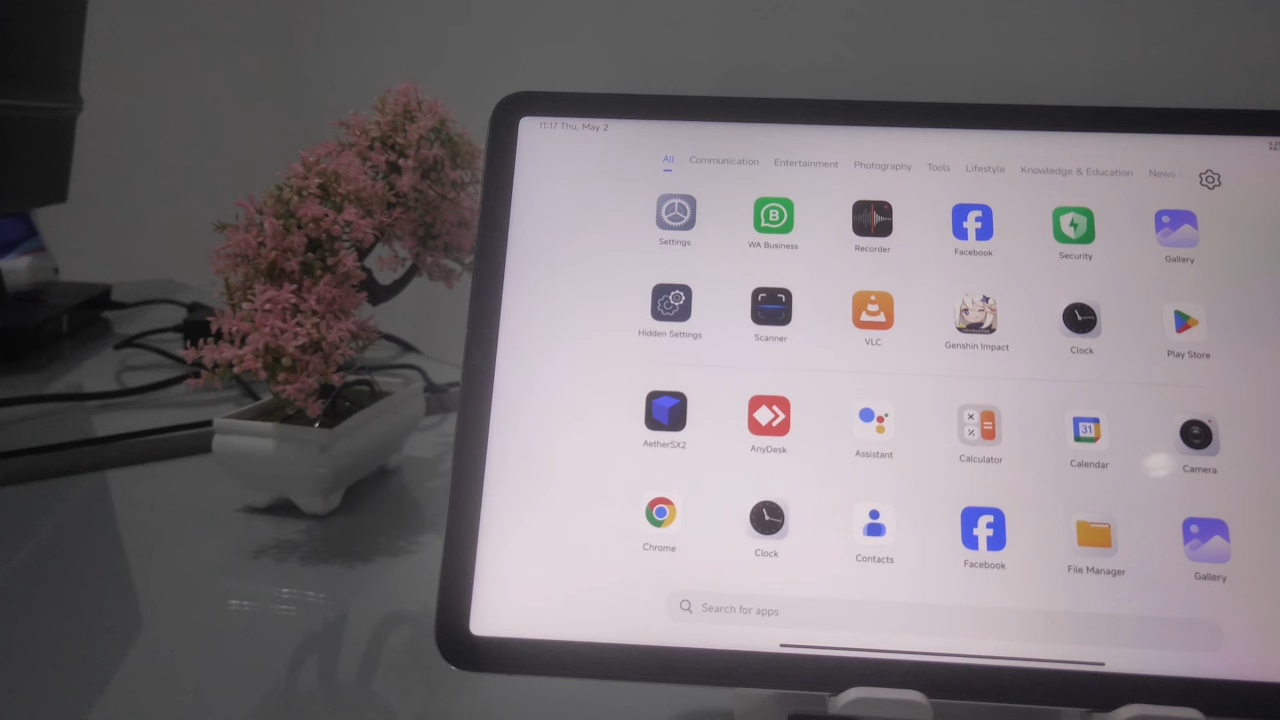 11:17 Thu, May 2
All Communication Entertainment Photography Tools Lifestyle Knowledge & Education News
Settings WA Business Recorder Facebook Security Gallery
Hidden Settings Scanner VLC Genshin Impact Clock Play Store
31
AetherSX2 AnyDesk Assistant Calculator Calendar Camera
Chrome Clock Contacts Facebook File Manager Gallery
Search for apps